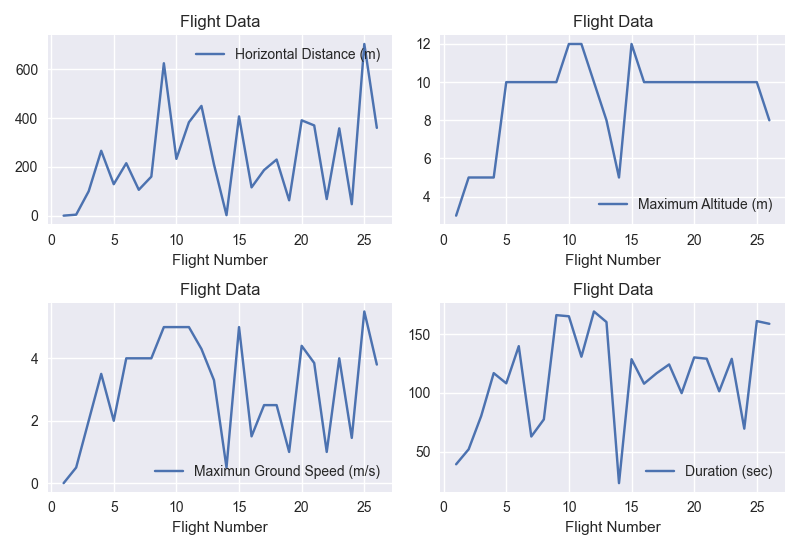 Flight Data
Horizontal Distance (m)
600
400
200
0
0 5 10 15 20 25
Flight Number
Flight Data
12
10
8
6
4
Maximum Altitude (m)
0 5 10 15 20 25
Flight Number
Flight Data
4
2
0
Maximun Ground Speed (m/s)
0 5 10 15 20 25
Flight Number
Flight Data
150
100
50
Duration (sec)
0 5 10 15 20 25
Flight Number